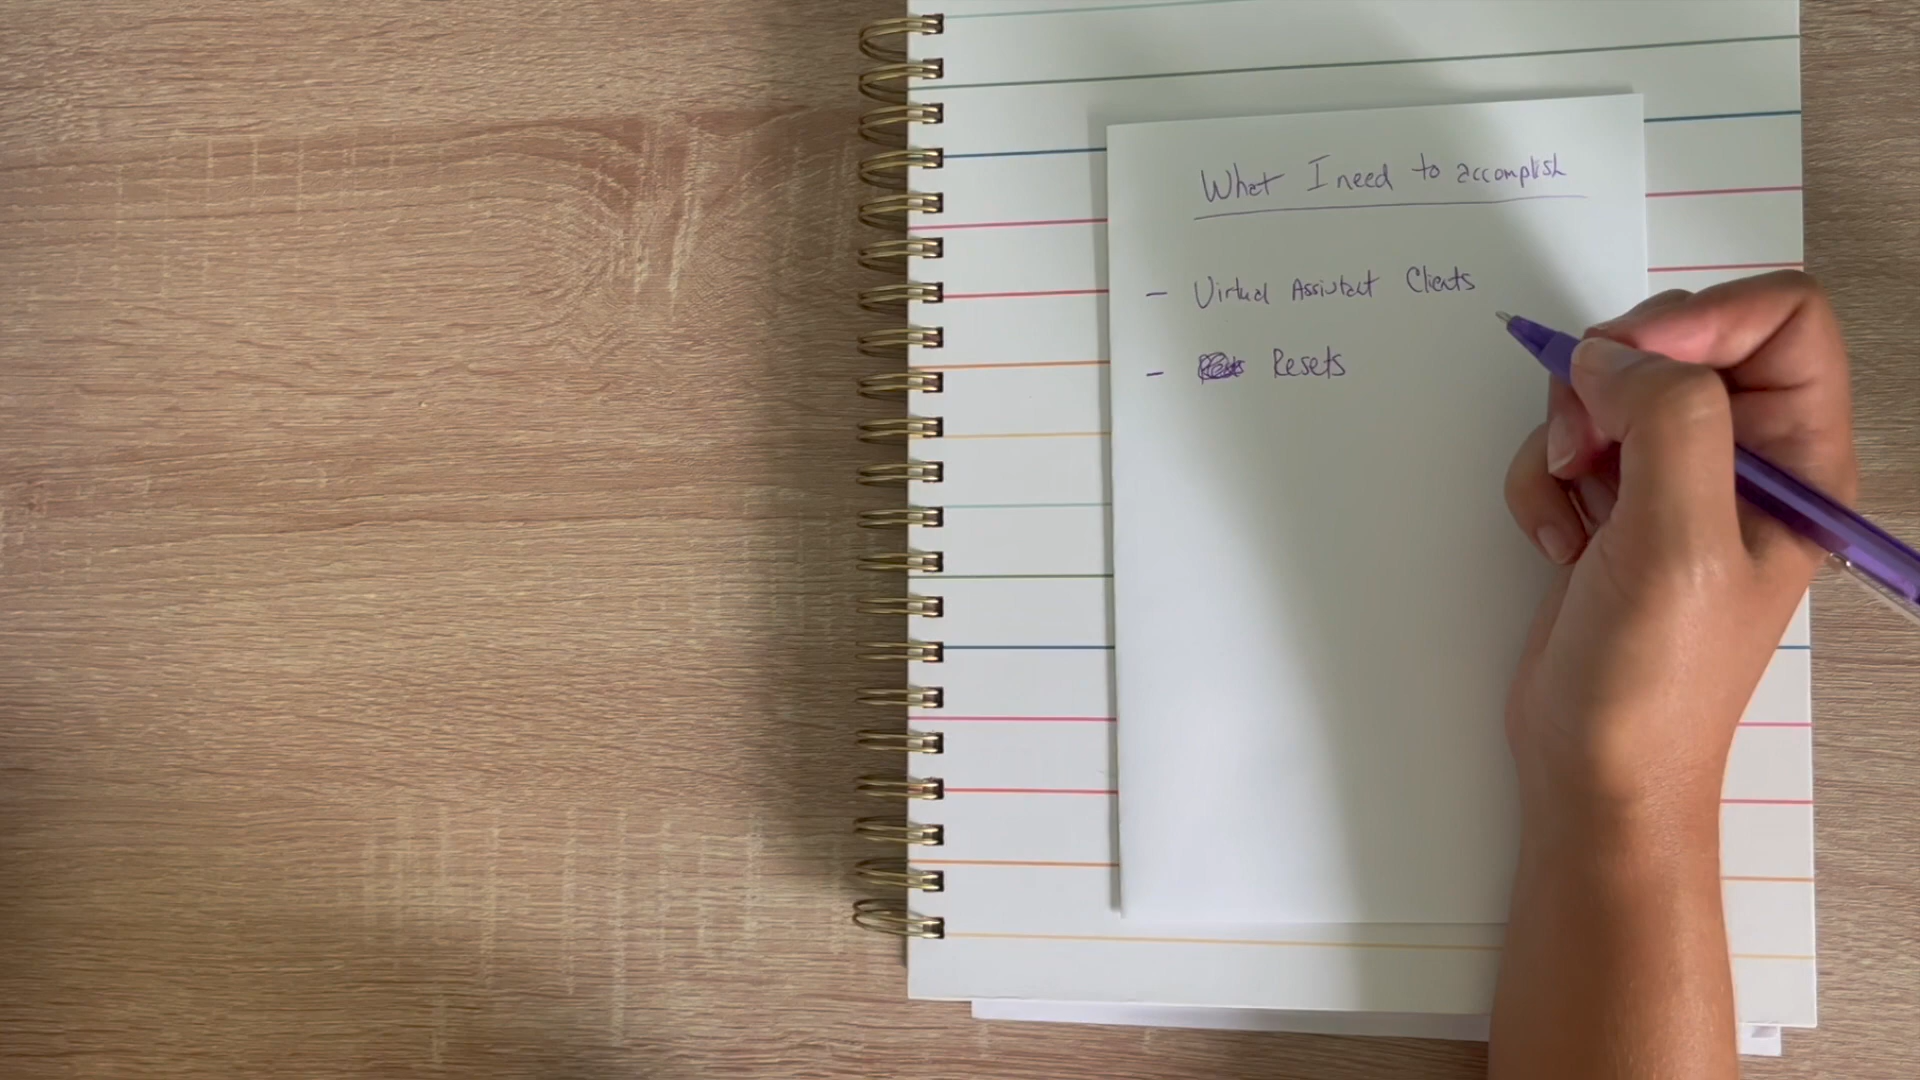 What I need to accomplish
- Virtual Assistant Clients
- Resets